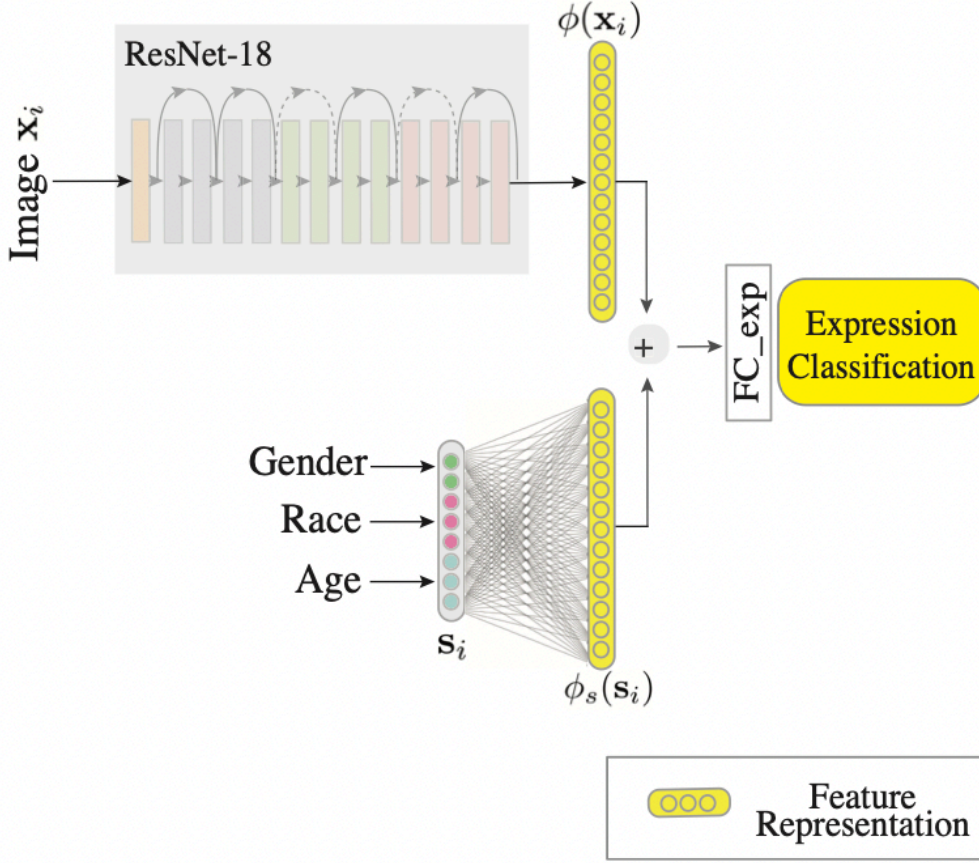 ResNet-18
Image x_i
ϕ(x_i)
+
FC_exp
Expression
Classification
Gender
Race
Age
s_i
ϕ_s(s_i)
Feature
Representation